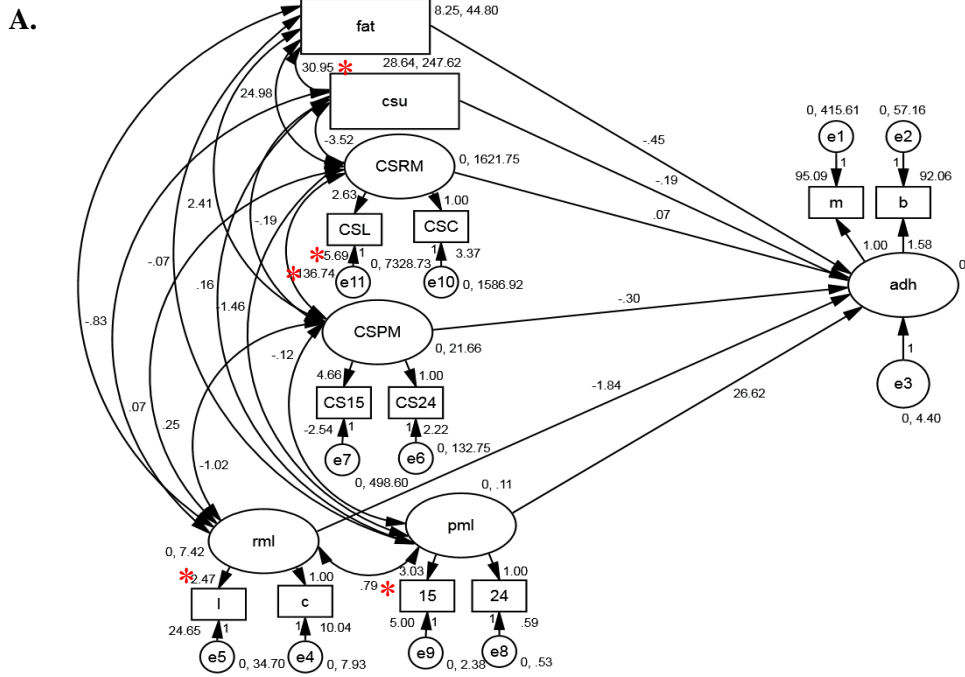 A.
fat
8.25, 44.80
30.95 *
28.64, 247.62
csu
24.98
-3.52
CSRM
0, 1621.75
-.45
-.19
.07
0, 415.61
0, 57.16
e1
e2
1
1
95.09
92.06
m
b
1.00
1.58
adh
0
1
e3
0, 4.40
2.63
1.00
CSL
CSC
*5.69
1
1
3.37
*136.74
e11
0, 7328.73
e10
0, 1586.92
2.41
-.19
-.07
.16
-1.46
-.83
-.12
CSPM
0, 21.66
-.30
4.66
1.00
CS15
CS24
-2.54
1
1
2.22
e7
0, 498.60
e6
0, 132.75
-1.84
26.62
.07
.25
-1.02
rml
0, 7.42
pml
0, .11
*2.47
1.00
.79 *
3.03
1.00
l
c
15
24
24.65
1
1
10.04
5.00
1
1
.59
e5
0, 34.70
e4
0, 7.93
e9
0, 2.38
e8
0, .53